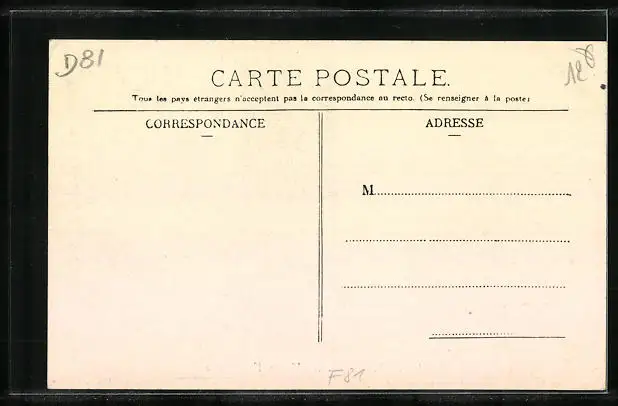 D81
CARTE POSTALE.
Tous les pays étrangers n'acceptent pas la correspondance au recto. (Se renseigner à la poste)
CORRESPONDANCE
ADRESSE
M
F81